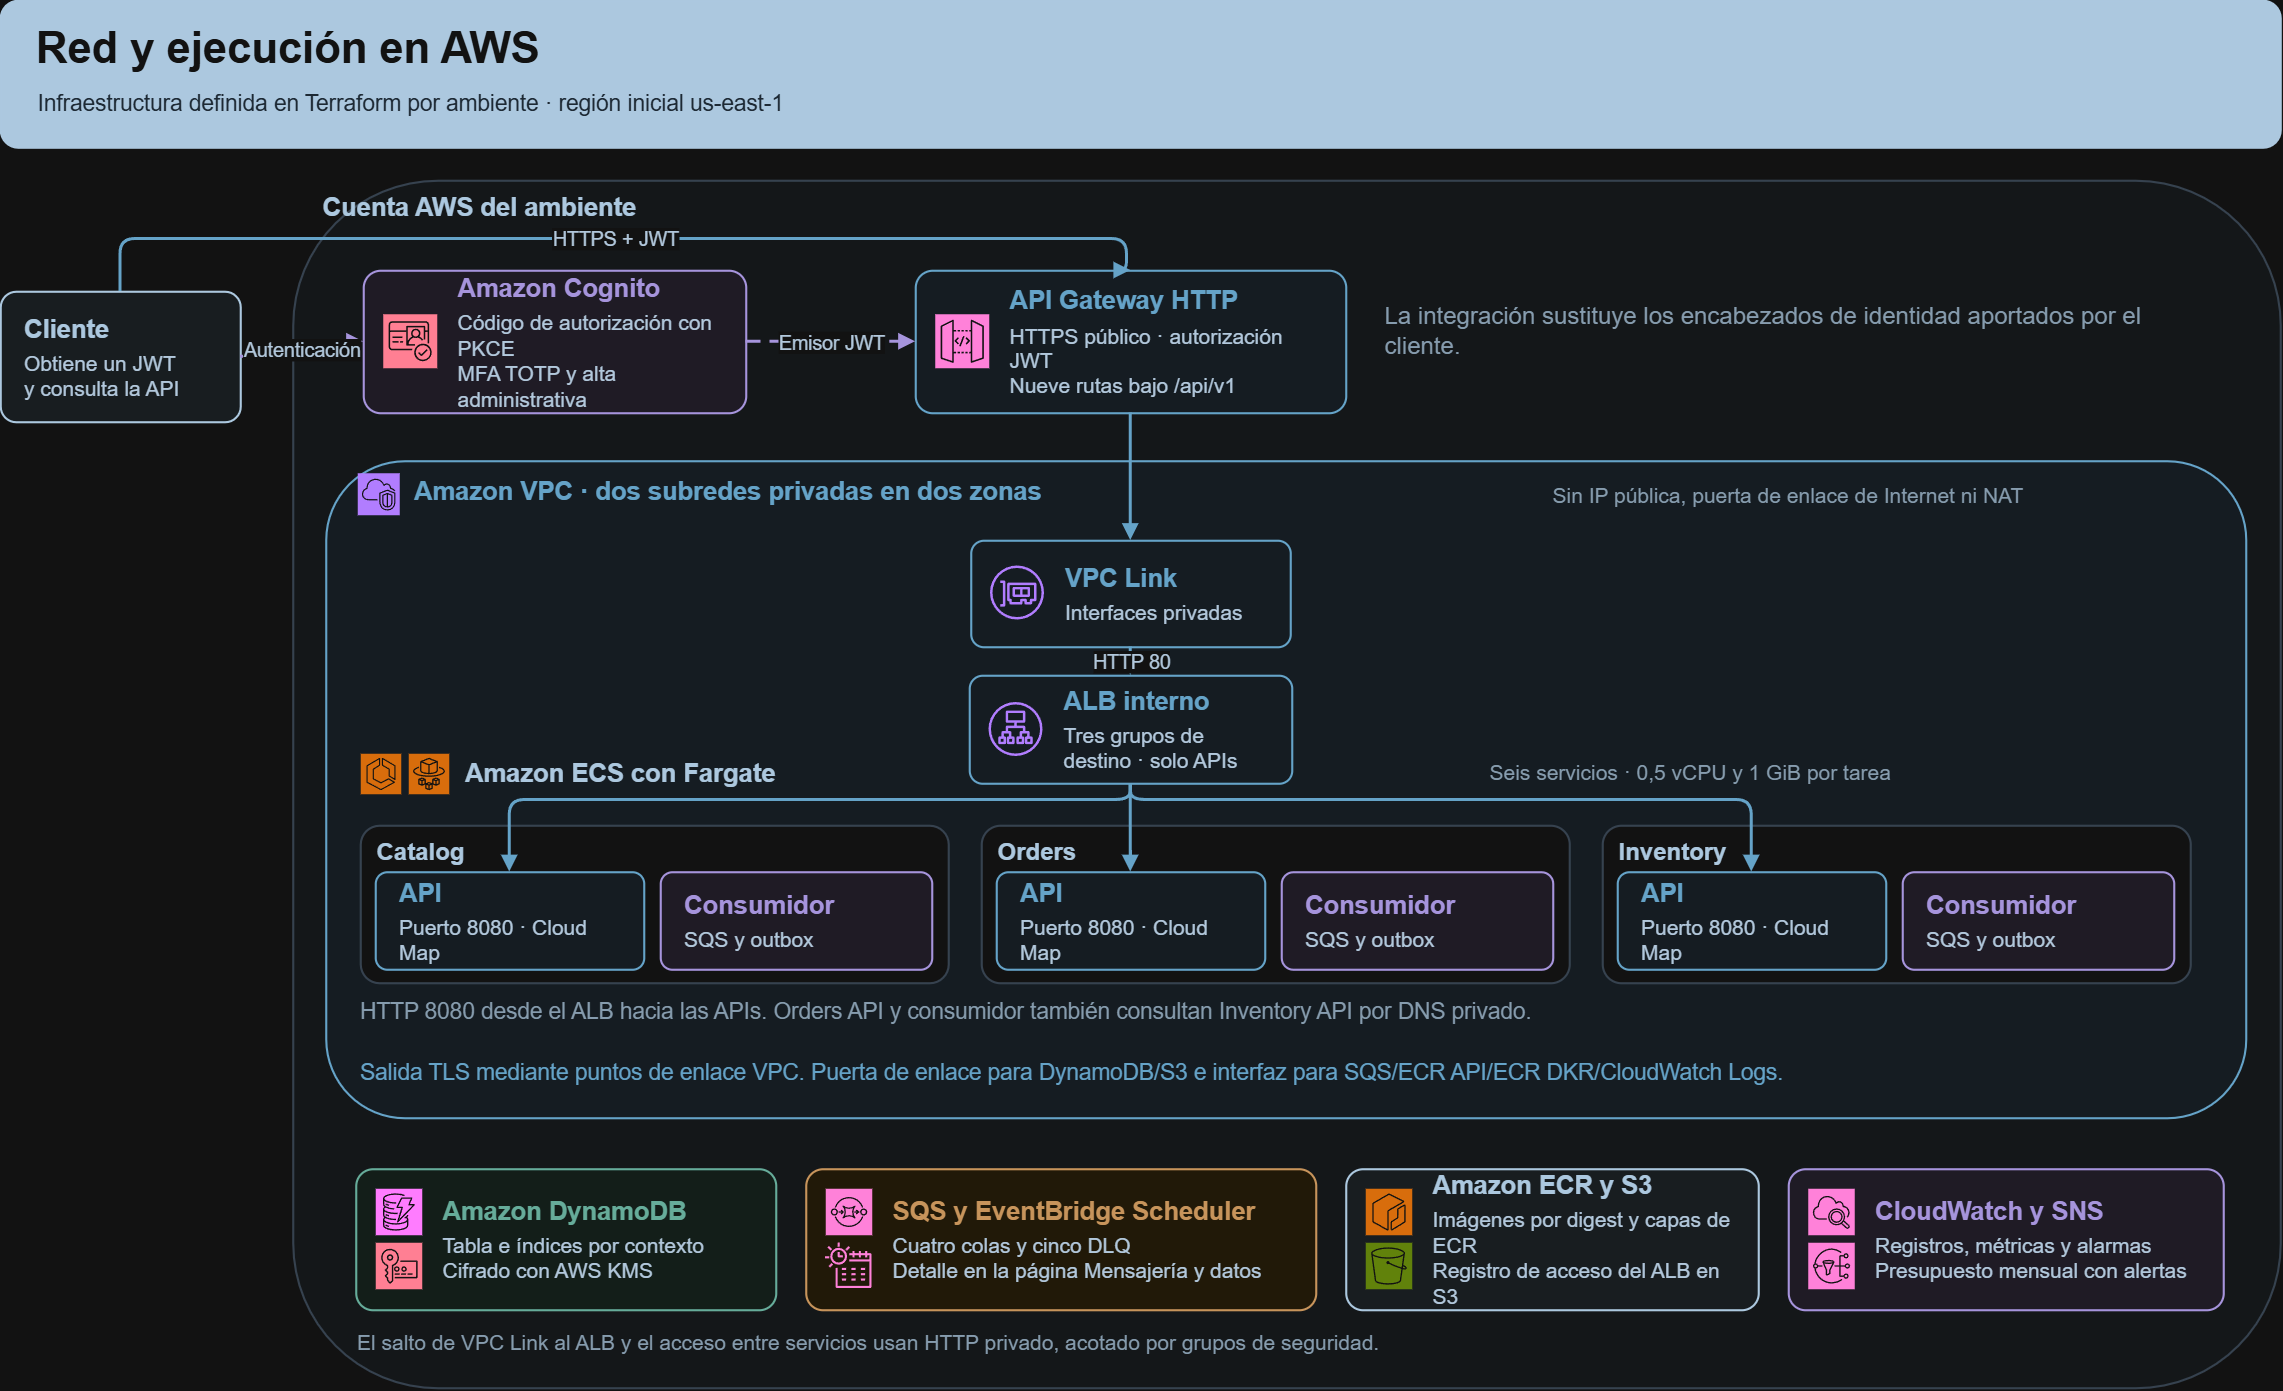 Red y ejecución en AWS
Infraestructura definida en Terraform por ambiente · región inicial us-east-1
Cuenta AWS del ambiente
HTTPS + JWT
Cliente
Obtiene un JWT
y consulta la API
Autenticación
Amazon Cognito
Código de autorización con
PKCE
MFA TOTP y alta
administrativa
Emisor JWT
API Gateway HTTP
HTTPS público · autorización
JWT
Nueve rutas bajo /api/v1
La integración sustituye los encabezados de identidad aportados por el
cliente.
Amazon VPC · dos subredes privadas en dos zonas
Sin IP pública, puerta de enlace de Internet ni NAT
VPC Link
Interfaces privadas
HTTP 80
ALB interno
Tres grupos de
destino · solo APIs
Amazon ECS con Fargate
Seis servicios · 0,5 vCPU y 1 GiB por tarea
Catalog
API
Puerto 8080 · Cloud
Map
Consumidor
SQS y outbox
Orders
API
Puerto 8080 · Cloud
Map
Consumidor
SQS y outbox
Inventory
API
Puerto 8080 · Cloud
Map
Consumidor
SQS y outbox
HTTP 8080 desde el ALB hacia las APIs. Orders API y consumidor también consultan Inventory API por DNS privado.
Salida TLS mediante puntos de enlace VPC. Puerta de enlace para DynamoDB/S3 e interfaz para SQS/ECR API/ECR DKR/CloudWatch Logs.
Amazon DynamoDB
Tabla e índices por contexto
Cifrado con AWS KMS
SQS y EventBridge Scheduler
Cuatro colas y cinco DLQ
Detalle en la página Mensajería y datos
Amazon ECR y S3
Imágenes por digest y capas de
ECR
Registro de acceso del ALB en
S3
CloudWatch y SNS
Registros, métricas y alarmas
Presupuesto mensual con alertas
El salto de VPC Link al ALB y el acceso entre servicios usan HTTP privado, acotado por grupos de seguridad.